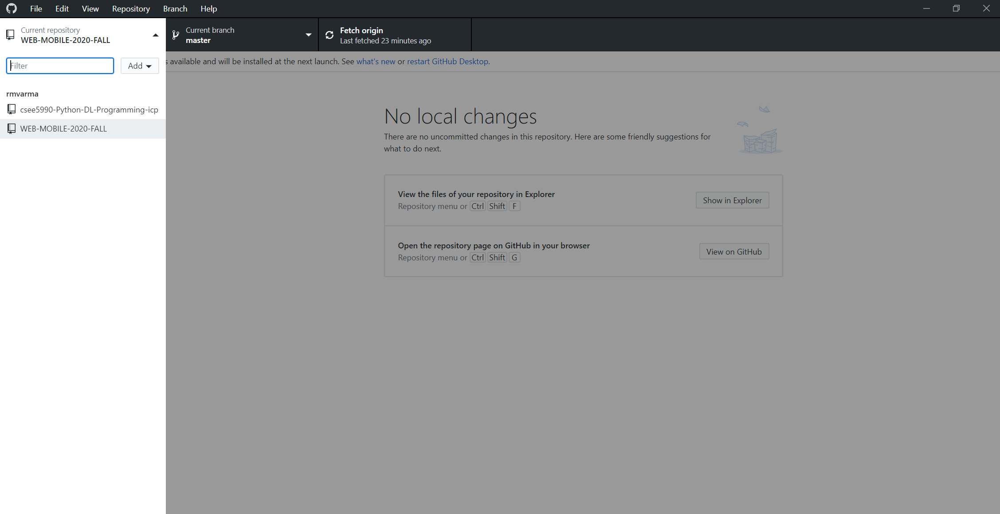 File Edit View Repository Branch Help
Current repository
WEB-MOBILE-2020-FALL
Current branch
master
Fetch origin
Last fetched 23 minutes ago
Filter
Add
s available and will be installed at the next launch. See what's new or restart GitHub Desktop.
rmvarma
csee5990-Python-DL-Programming-icp
WEB-MOBILE-2020-FALL
No local changes
There are no uncommitted changes in this repository. Here are some friendly suggestions for
what to do next.
View the files of your repository in Explorer
Repository menu or Ctrl Shift F
Show in Explorer
Open the repository page on GitHub in your browser
Repository menu or Ctrl Shift G
View on GitHub